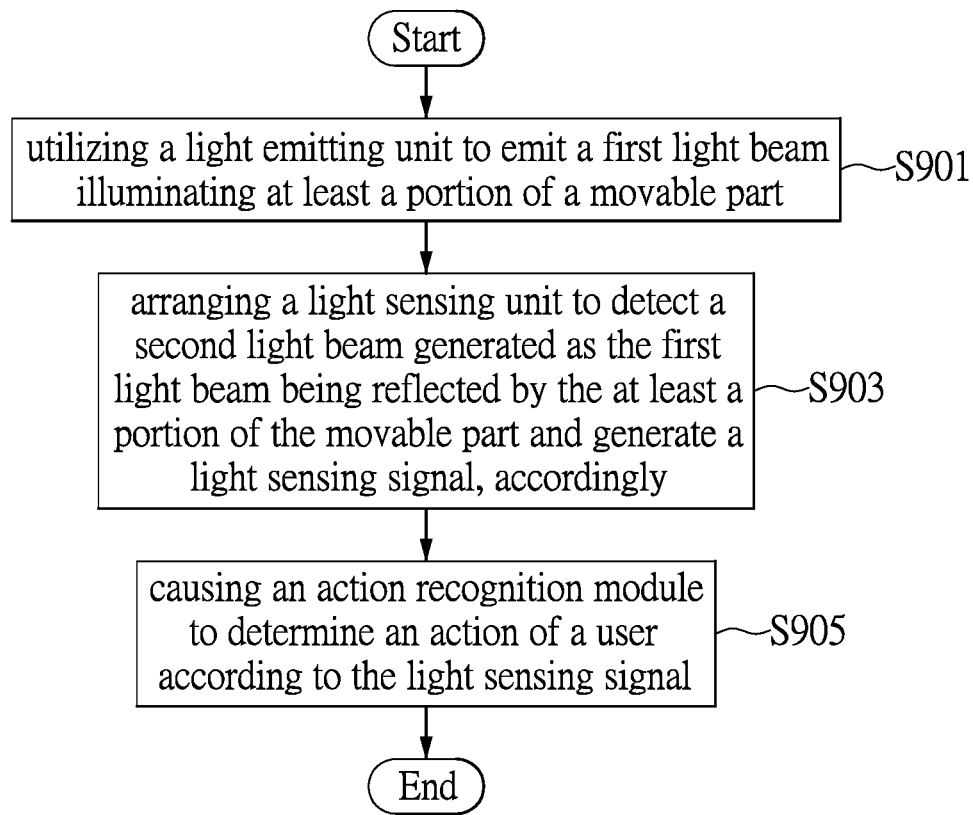 Start
utilizing a light emitting unit to emit a first light beam
illuminating at least a portion of a movable part
S901
arranging a light sensing unit to detect a
second light beam generated as the first
light beam being reflected by the at least a
portion of the movable part and generate a
light sensing signal, accordingly
S903
causing an action recognition module
to determine an action of a user
according to the light sensing signal
S905
End